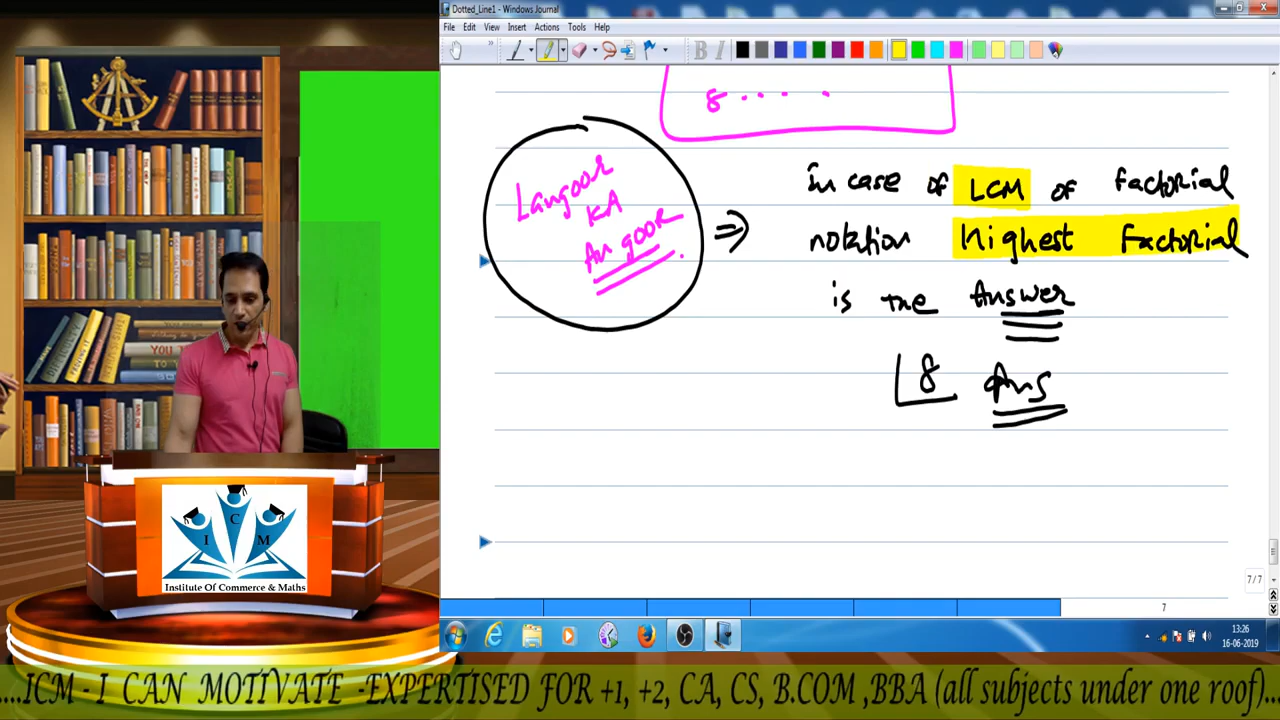 Dotted_Line1 - Windows Journal
File Edit View Insert Actions Tools Help
8 . . . .
Langoor
KA
Angoor
⇒
In case of LCM of factorial
notation Highest Factorial
is the Answer
8 Ans
I C M
Institute Of Commerce & Maths
7/7
7
13:26
16-06-2019
....ICM - I CAN MOTIVATE -EXPERTISED FOR +1, +2, CA, CS, B.COM ,BBA (all subjects under one roof)...